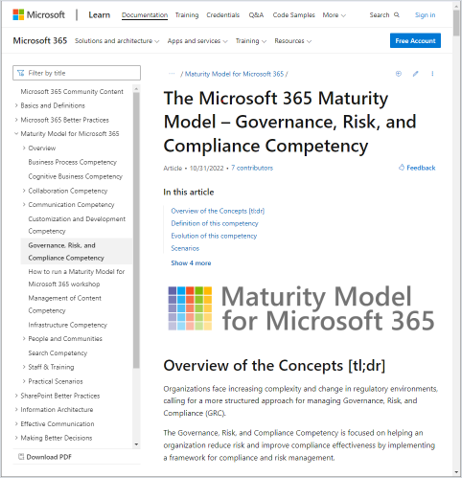 Microsoft
Learn Documentation Training Credentials Q&A Code Samples More Search Sign in
Microsoft 365 Solutions and architecture Apps and services Training Resources Free Account
Filter by title
Microsoft 365 Community Content
Basics and Definitions
Microsoft 365 Better Practices
Maturity Model for Microsoft 365
Overview
Business Process Competency
Cognitive Business Competency
Collaboration Competency
Communication Competency
Customization and Development
Competency
Governance, Risk, and
Compliance Competency
How to run a Maturity Model for
Microsoft 365 workshop
Management of Content
Competency
Infrastructure Competency
People and Communities
Search Competency
Staff & Training
Practical Scenarios
SharePoint Better Practices
Information Architecture
Effective Communication
Making Better Decisions
Download PDF
··· / Maturity Model for Microsoft 365 /
The Microsoft 365 Maturity
Model – Governance, Risk, and
Compliance Competency
Article • 10/31/2022 • 7 contributors
Feedback
In this article
Overview of the Concepts [tl;dr]
Definition of this competency
Evolution of this competency
Scenarios
Show 4 more
Maturity Model
for Microsoft 365
Overview of the Concepts [tl;dr]
Organizations face increasing complexity and change in regulatory environments,
calling for a more structured approach for managing Governance, Risk, and
Compliance (GRC).
The Governance, Risk, and Compliance Competency is focused on helping an
organization reduce risk and improve compliance effectiveness by implementing
a framework for compliance and risk management.